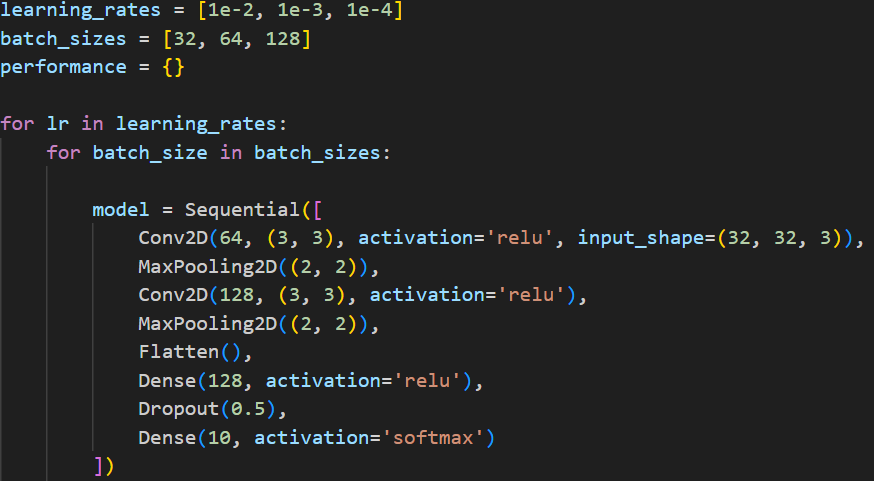 learning_rates = [1e-2, 1e-3, 1e-4]
batch_sizes = [32, 64, 128]
performance = {}
for lr in learning_rates:
for batch_size in batch_sizes:
model = Sequential([
Conv2D(64, (3, 3), activation='relu', input_shape=(32, 32, 3)),
MaxPooling2D((2, 2)),
Conv2D(128, (3, 3), activation='relu'),
MaxPooling2D((2, 2)),
Flatten(),
Dense(128, activation='relu'),
Dropout(0.5),
Dense(10, activation='softmax')
])